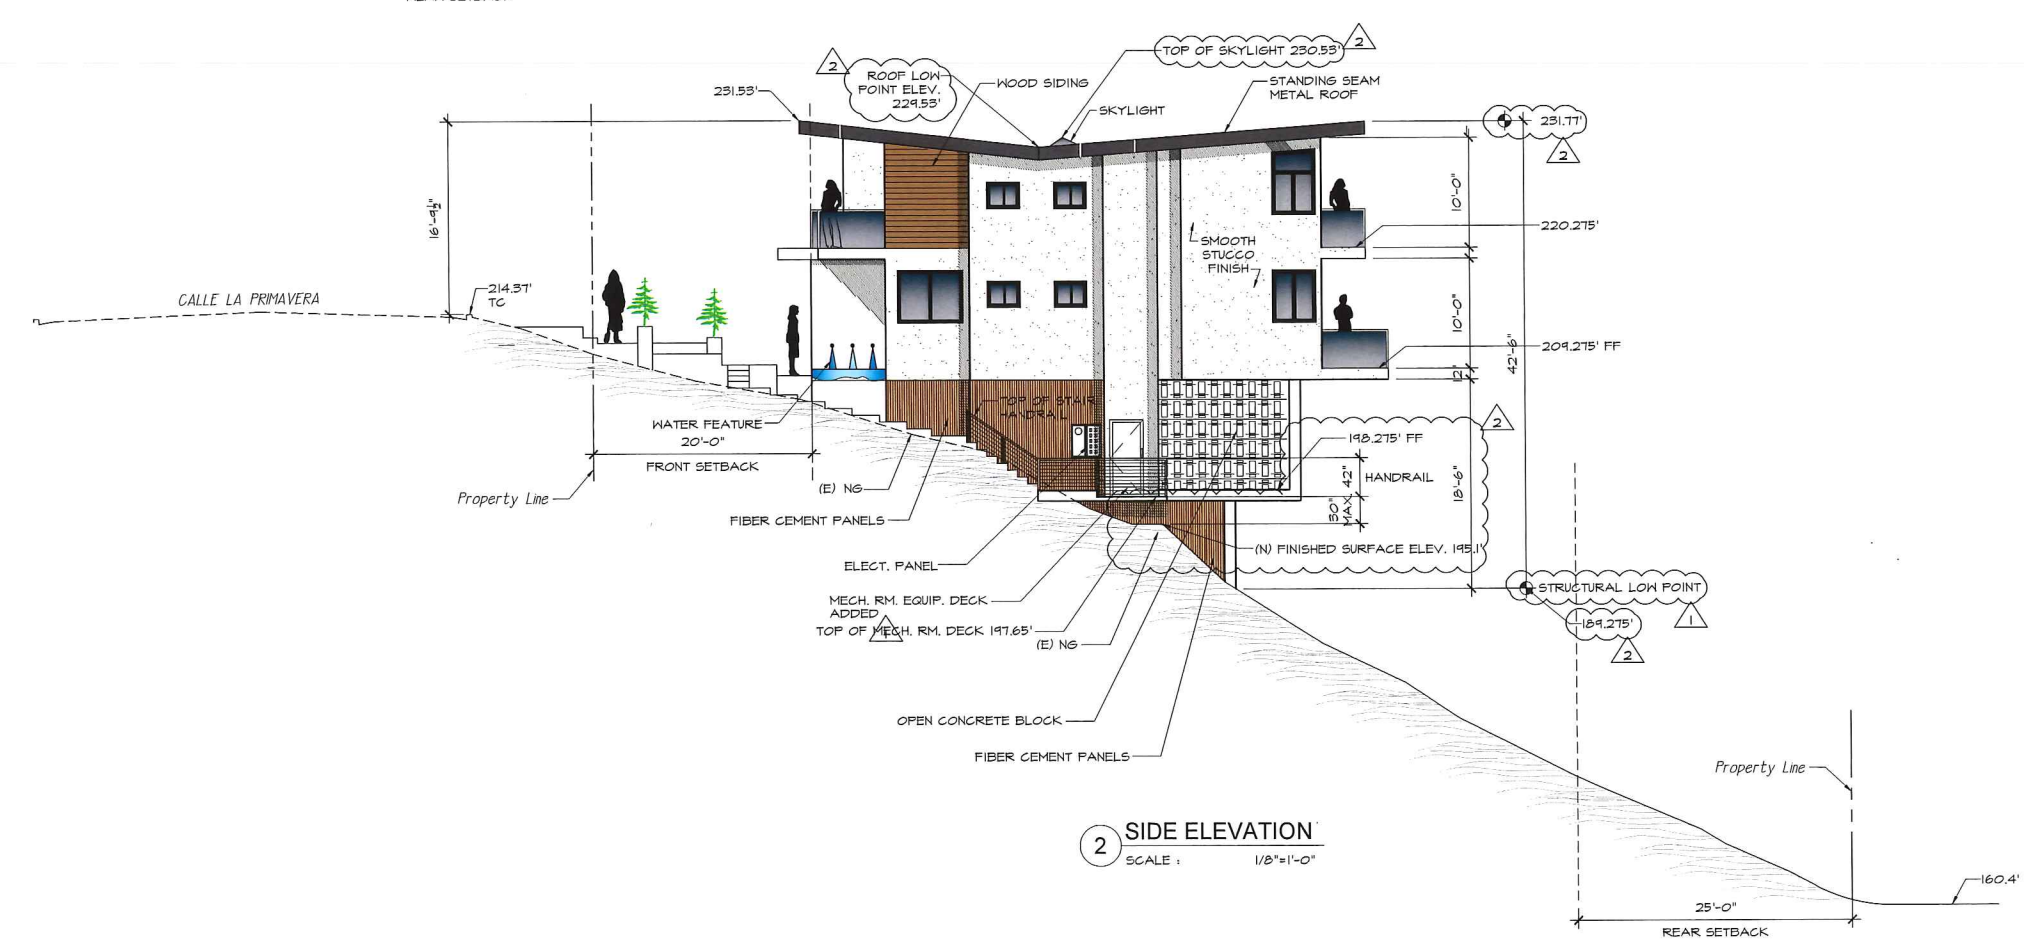 TOP OF SKYLIGHT 230.53'
2
2
ROOF LOW
POINT ELEV.
229.53'
WOOD SIDING
STANDING SEAM
METAL ROOF
231.53'
SKYLIGHT
231.77'
2
16'-9½"
10'-0"
220.275'
SMOOTH
STUCCO
FINISH
CALLE LA PRIMAVERA
214.37'
TC
10'-0"
42'-6"
209.275' FF
12"
TOP OF STAIR
HANDRAIL
WATER FEATURE
20'-0"
FRONT SETBACK
2
198.275' FF
HANDRAIL
42"
30"
MAX.
18'-6"
Property Line
(E) NG
FIBER CEMENT PANELS
(N) FINISHED SURFACE ELEV. 195.1'
ELECT. PANEL
STRUCTURAL LOW POINT
1
189.275'
2
MECH. RM. EQUIP. DECK
ADDED
1
TOP OF MECH. RM. DECK 197.65'
(E) NG
OPEN CONCRETE BLOCK
FIBER CEMENT PANELS
Property Line
2
SIDE ELEVATION
SCALE : 1/8"=1'-0"
160.4'
25'-0"
REAR SETBACK